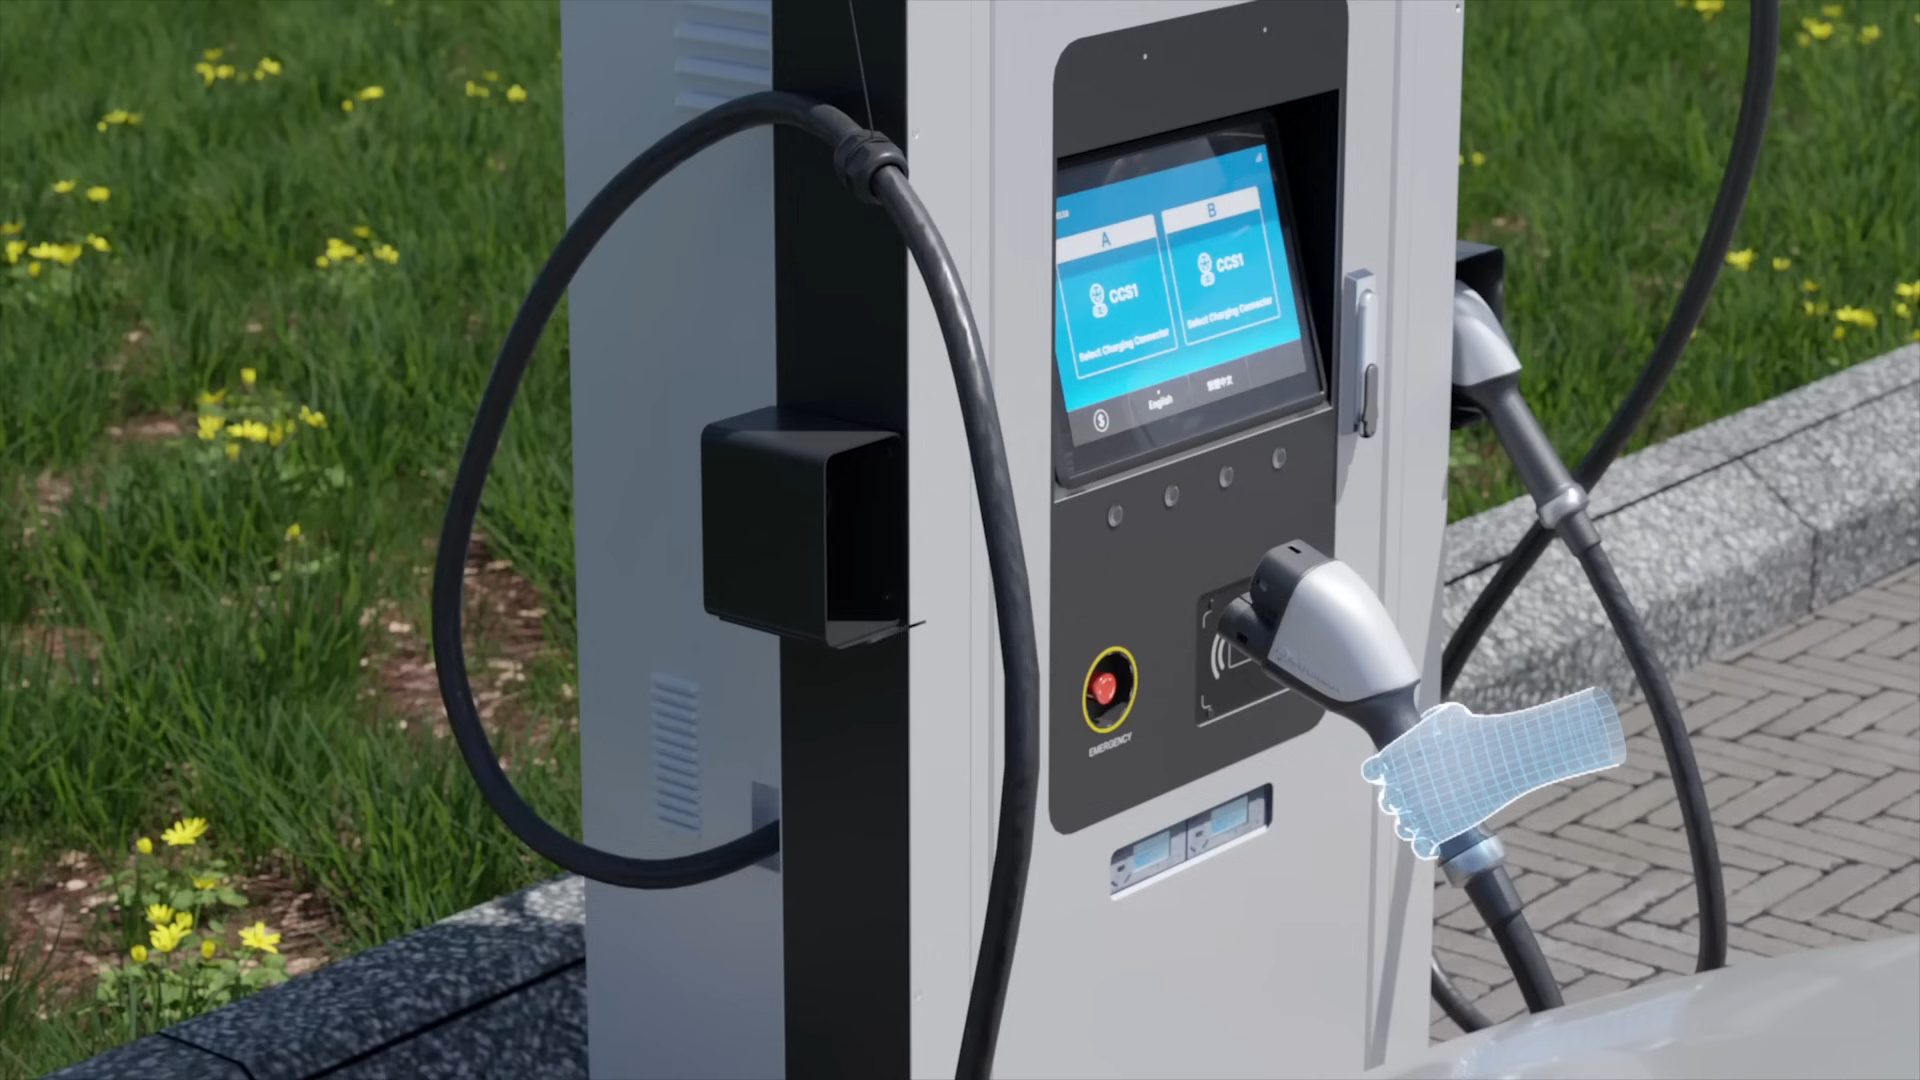 A
B
CCS1
CCS1
Select Charging Connector
Select Charging Connector
English
繁體中文
EMERGENCY